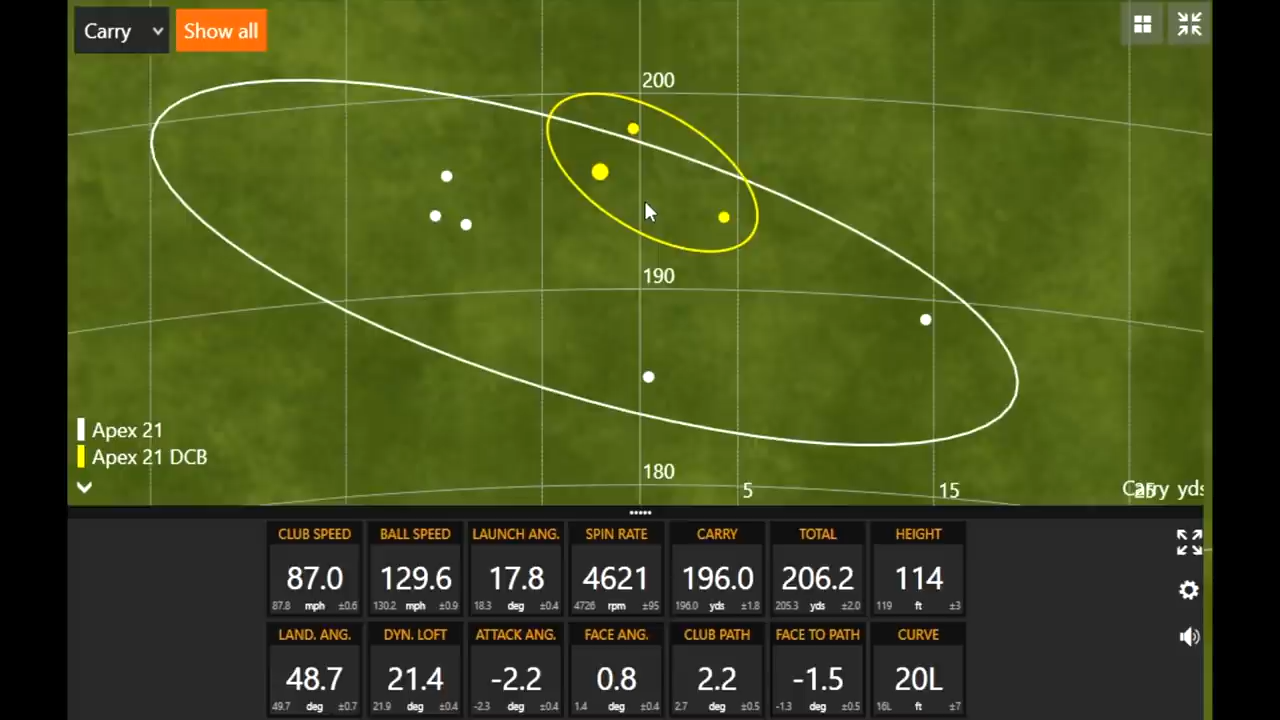 Carry
Show all
200
190
180
5
15
Carry yds
Apex 21
Apex 21 DCB
CLUB SPEED BALL SPEED LAUNCH ANG. SPIN RATE CARRY TOTAL HEIGHT
87.0 129.6 17.8 4621 196.0 206.2 114
87.8 mph ±0.6 130.2 mph ±0.9 18.3 deg ±0.4 4726 rpm ±95 196.0 yds ±1.8 205.3 yds ±2.0 119 ft ±3
LAND. ANG. DYN. LOFT ATTACK ANG. FACE ANG. CLUB PATH FACE TO PATH CURVE
48.7 21.4 -2.2 0.8 2.2 -1.5 20L
49.7 deg ±0.7 21.9 deg ±0.4 -2.3 deg ±0.4 1.4 deg ±0.4 2.7 deg ±0.5 -1.3 deg ±0.5 16L ft ±7